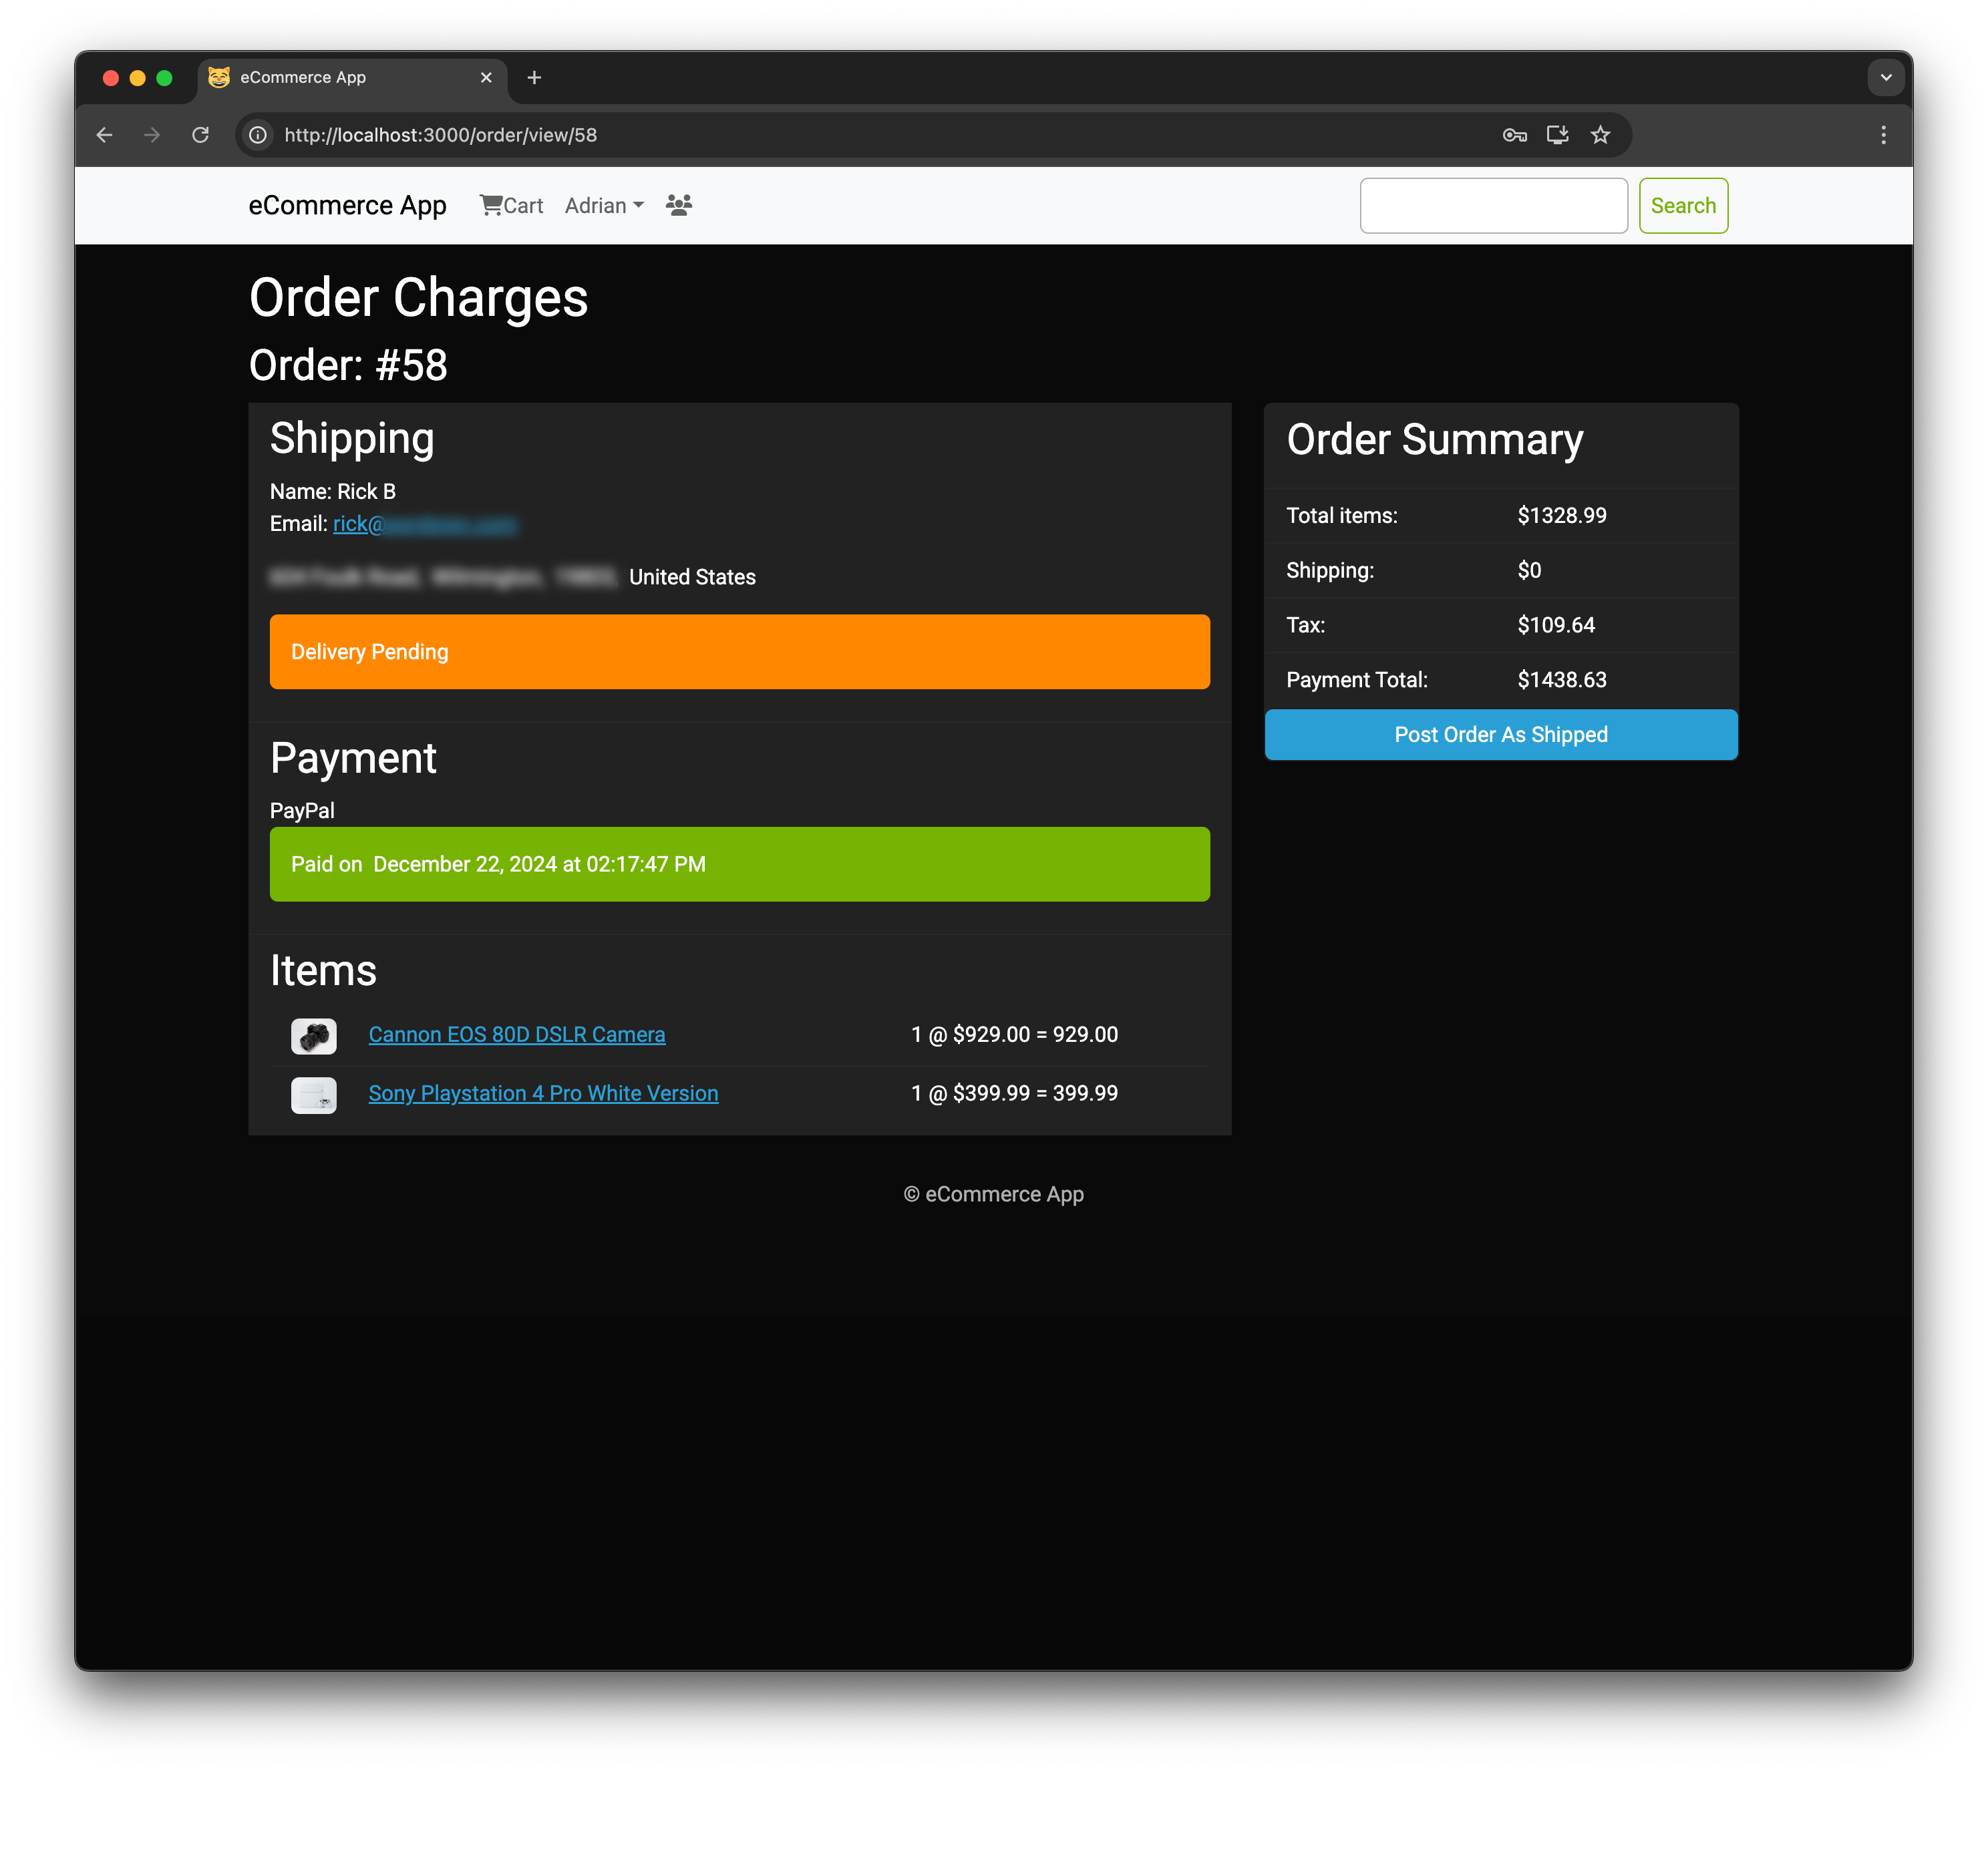 eCommerce App
http://localhost:3000/order/view/58
eCommerce App Cart Adrian Search
Order Charges
Order: #58
Shipping
Name: Rick B
Email: rick@
United States
Delivery Pending
Payment
PayPal
Paid on December 22, 2024 at 02:17:47 PM
Items
Cannon EOS 80D DSLR Camera 1 @ $929.00 = 929.00
Sony Playstation 4 Pro White Version 1 @ $399.99 = 399.99
Order Summary
Total items: $1328.99
Shipping: $0
Tax: $109.64
Payment Total: $1438.63
Post Order As Shipped
© eCommerce App